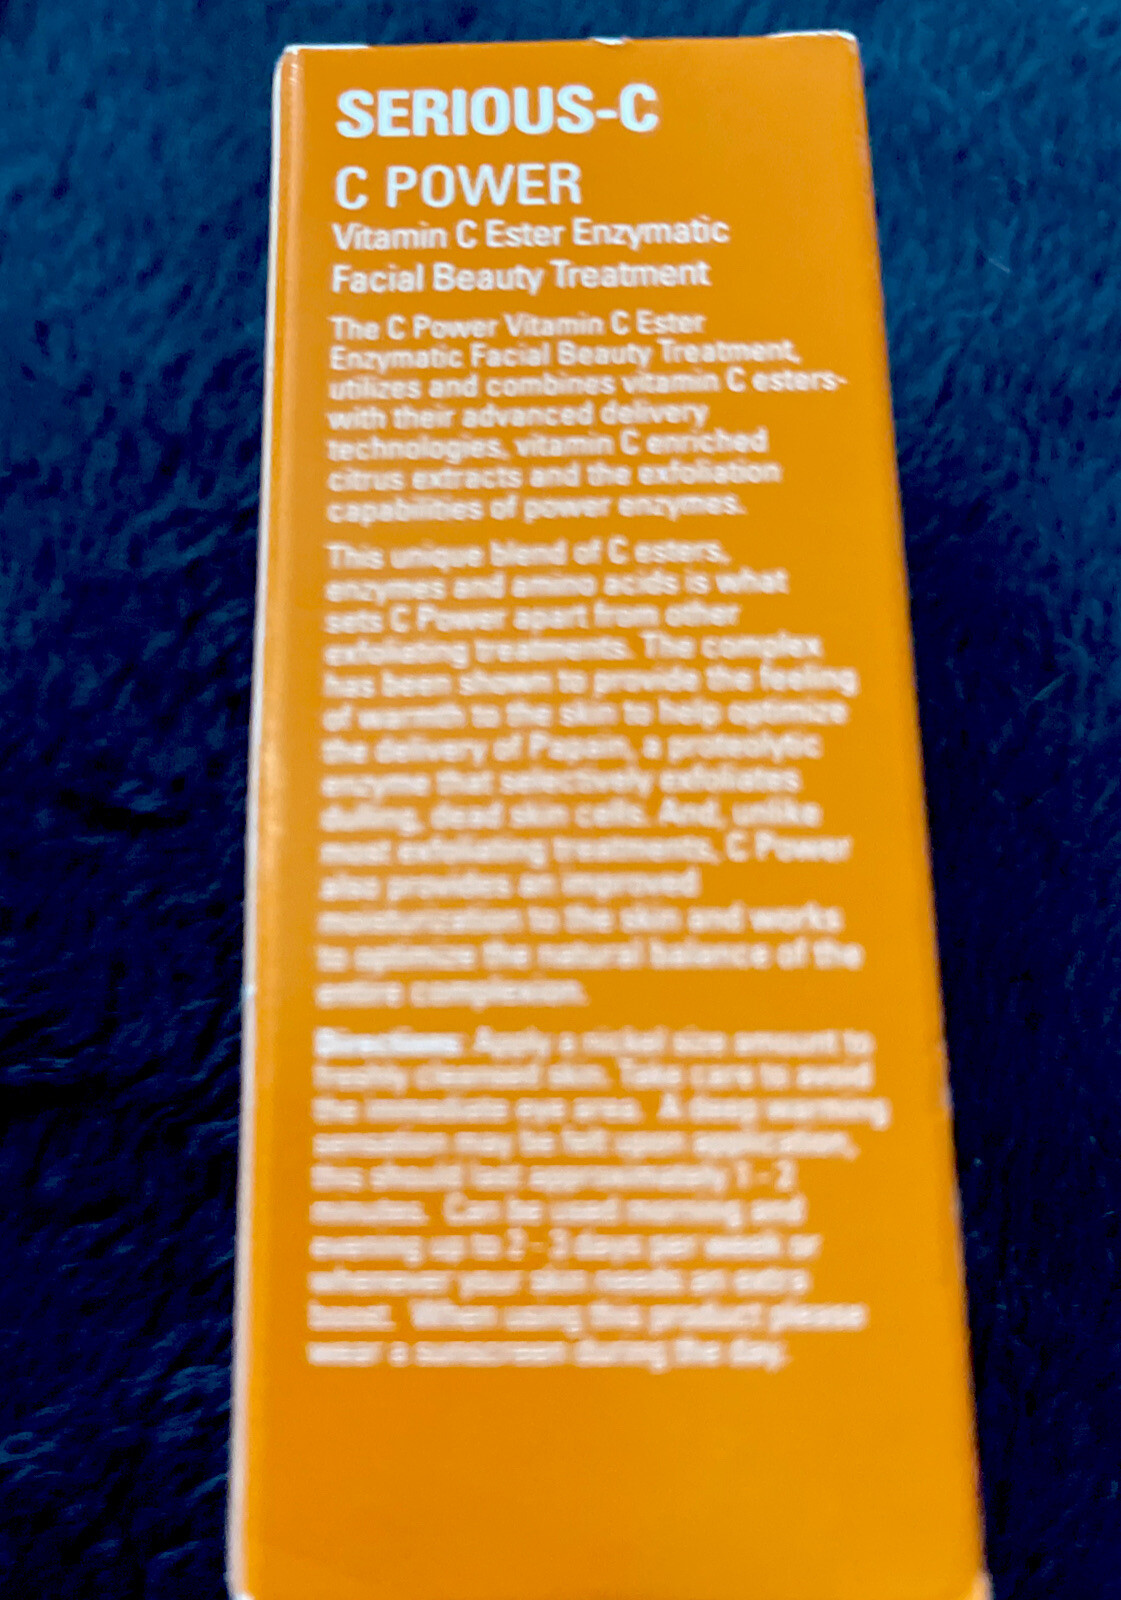 SERIOUS-C
C POWER
Vitamin C Ester Enzymatic
Facial Beauty Treatment
The C Power Vitamin C Ester
Enzymatic Facial Beauty Treatment,
utilizes and combines vitamin C esters-
with their advanced delivery
technologies, vitamin C enriched
citrus extracts and the exfoliation
capabilities of power enzymes.
This unique blend of C esters,
enzymes and amino acids is what
sets C Power apart from other
exfoliating treatments. The complex
has been shown to provide the feeling
of warmth to the skin to help optimize
the delivery of Papain, a proteolytic
enzyme that selectively exfoliates
dulling, dead skin cells. And, unlike
most exfoliating treatments, C Power
also provides an improved
moisturization to the skin and works
to optimize the natural balance of the
entire complexion.
Directions: Apply a nickel size amount to
freshly cleansed skin. Take care to avoid
the immediate eye area. A deep warming
sensation may be felt upon application,
this should last approximately 1 - 2
minutes. Can be used morning and
evening up to 2 - 3 days per week or
whenever your skin needs an extra
boost. When using this product please
wear a sunscreen during the day.